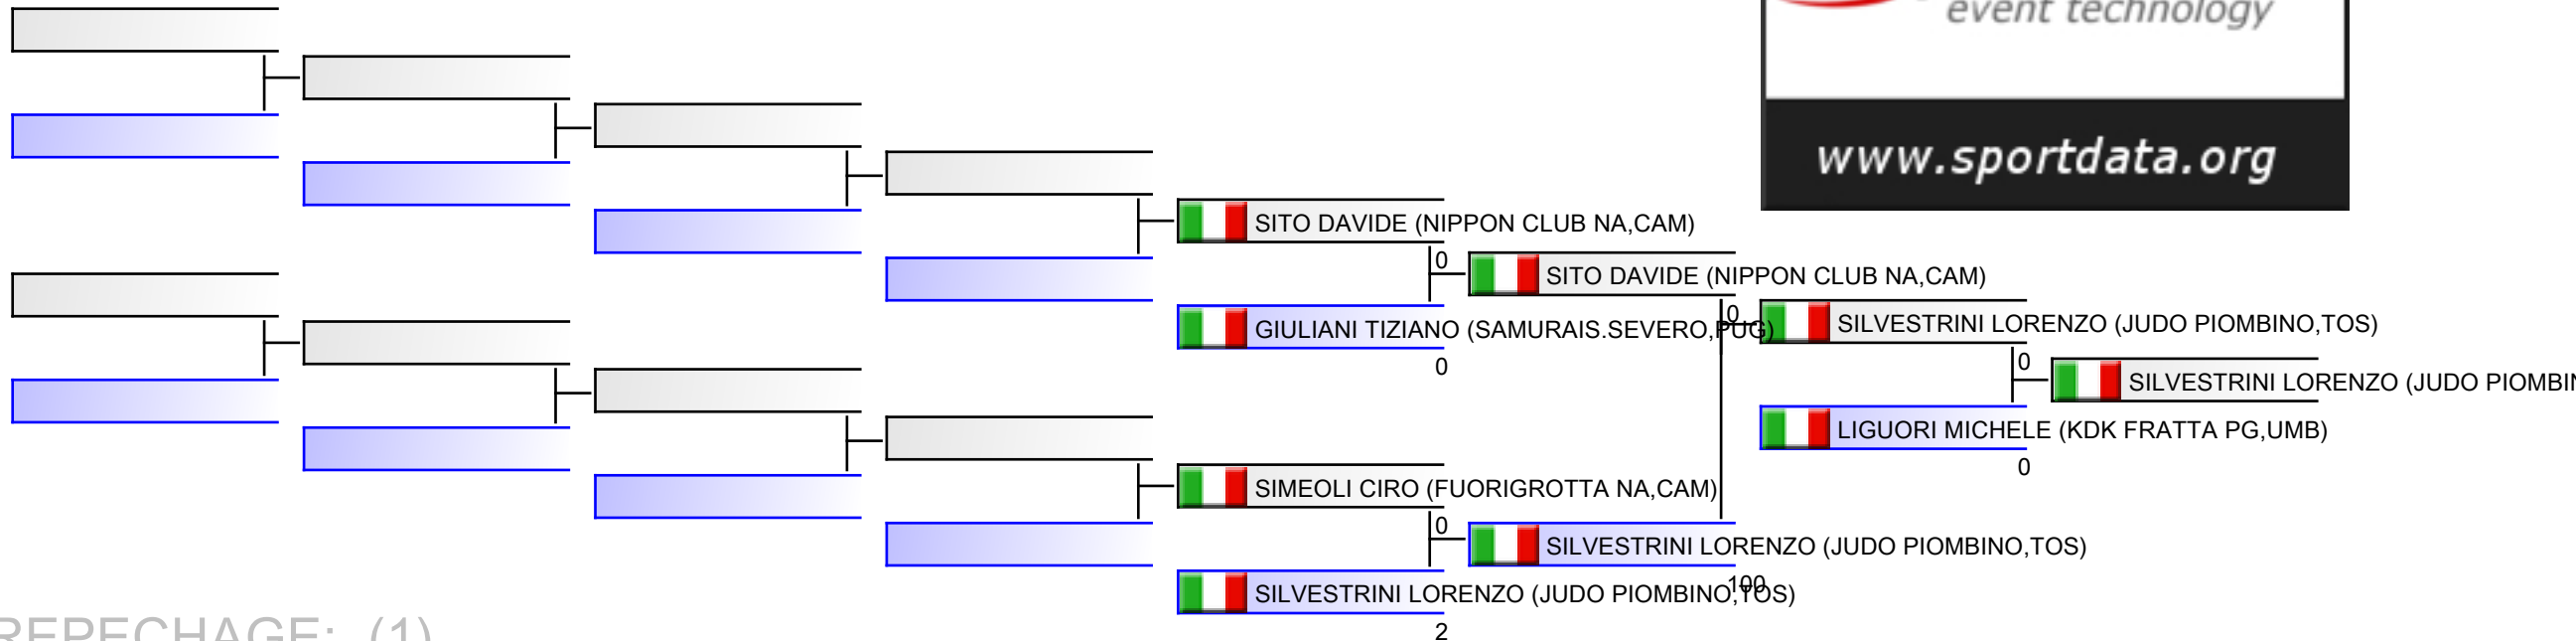 event technology
www.sportdata.org
SITO DAVIDE (NIPPON CLUB NA,CAM)
0
SITO DAVIDE (NIPPON CLUB NA,CAM)
0
GIULIANI TIZIANO (SAMURAIS.SEVERO,PUG)
0
SILVESTRINI LORENZO (JUDO PIOMBINO,TOS)
0
SILVESTRINI LORENZO (JUDO PIOMBIN
LIGUORI MICHELE (KDK FRATTA PG,UMB)
0
SIMEOLI CIRO (FUORIGROTTA NA,CAM)
0
SILVESTRINI LORENZO (JUDO PIOMBINO,TOS)
100
SILVESTRINI LORENZO (JUDO PIOMBINO,TOS)
2
REPECHAGE: (1)